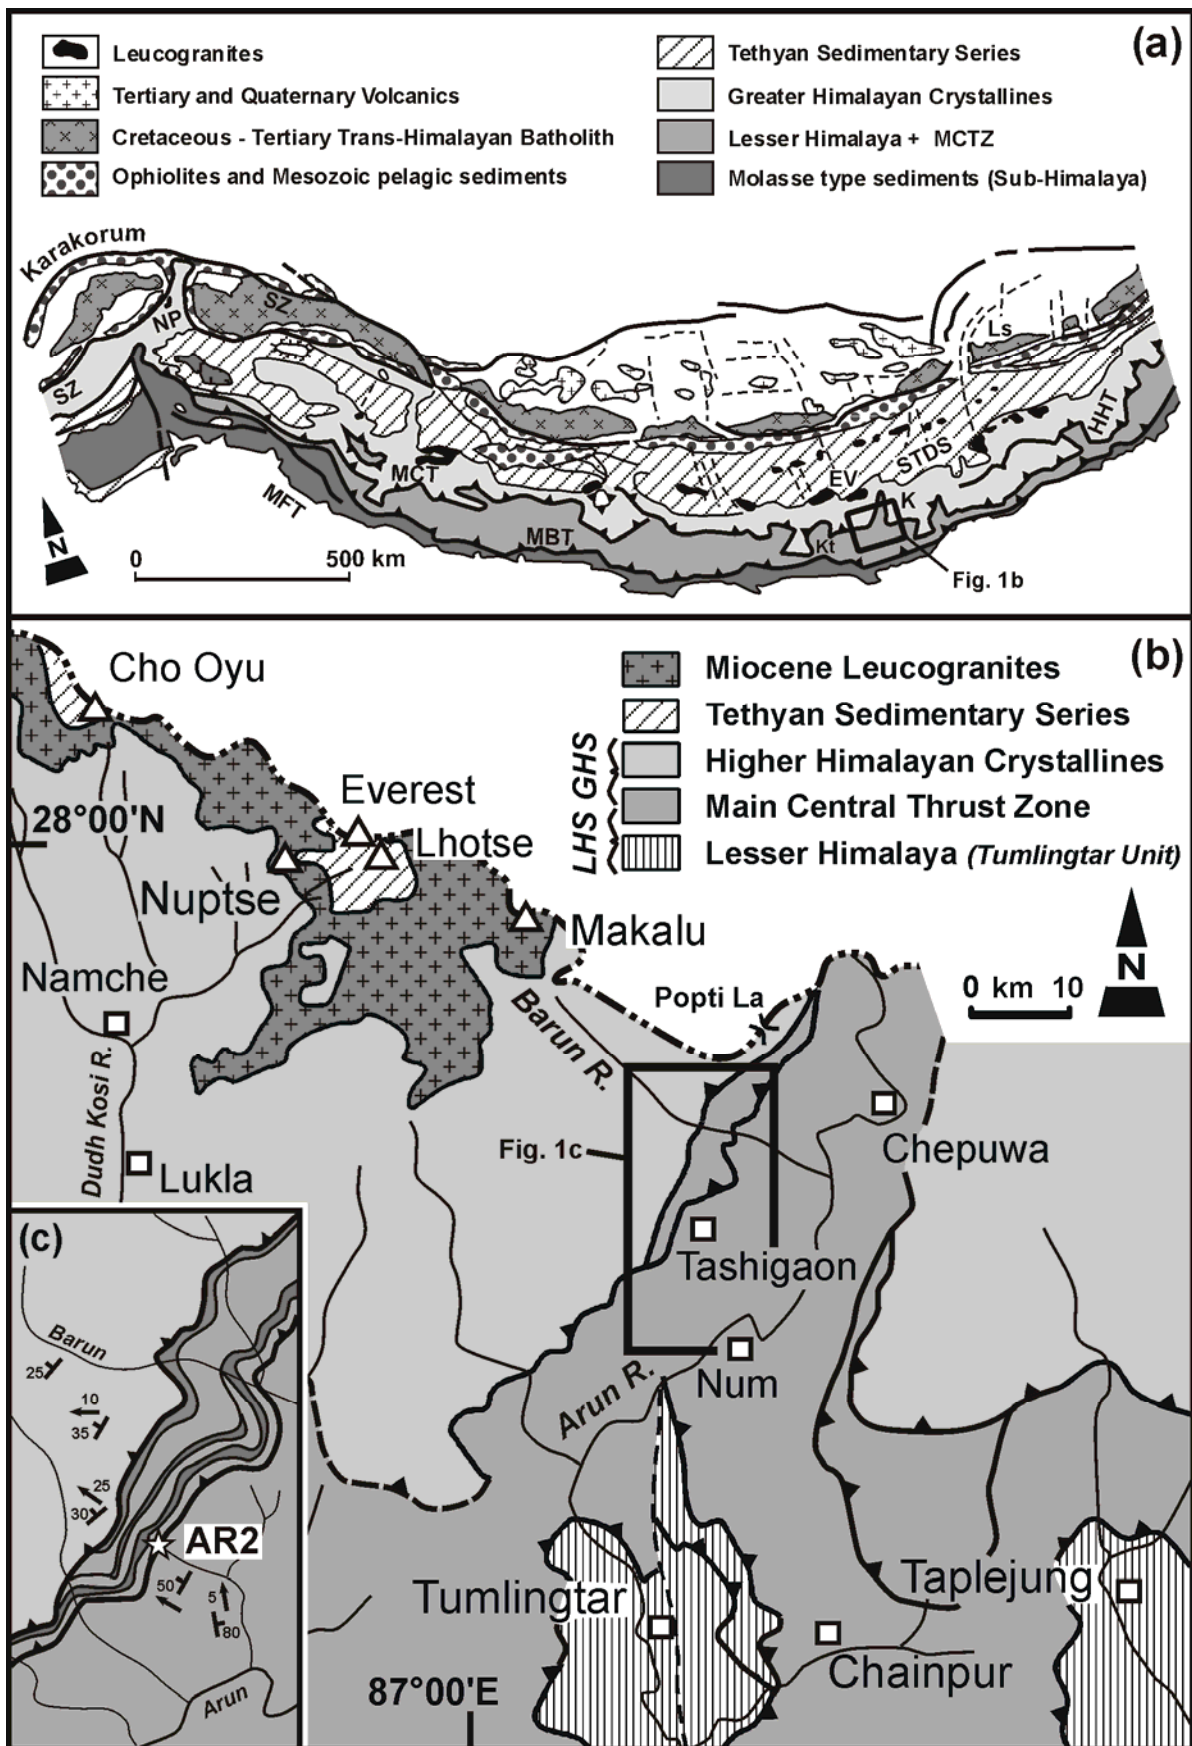 (a)
Leucogranites
Tertiary and Quaternary Volcanics
Cretaceous - Tertiary Trans-Himalayan Batholith
Ophiolites and Mesozoic pelagic sediments
Tethyan Sedimentary Series
Greater Himalayan Crystallines
Lesser Himalaya + MCTZ
Molasse type sediments (Sub-Himalaya)
Karakorum
NP
SZ
SZ
Ls
MCT
MFT
MBT
EV
STDS
HHT
K
Kt
N
0 500 km
Fig. 1b
(b)
Miocene Leucogranites
Tethyan Sedimentary Series
Higher Himalayan Crystallines
Main Central Thrust Zone
Lesser Himalaya (Tumlingtar Unit)
LHS GHS
Cho Oyu
28°00'N
Everest
Lhotse
Nuptse
Makalu
Namche
Popti La
0 km 10
N
Barun R.
Dudh Kosi R.
Lukla
Fig. 1c
Chepuwa
Tashigaon
Num
Arun R.
Tumlingtar
Taplejung
Chainpur
87°00'E
(c)
Barun
25
10
35
25
30
AR2
50
5
80
Arun